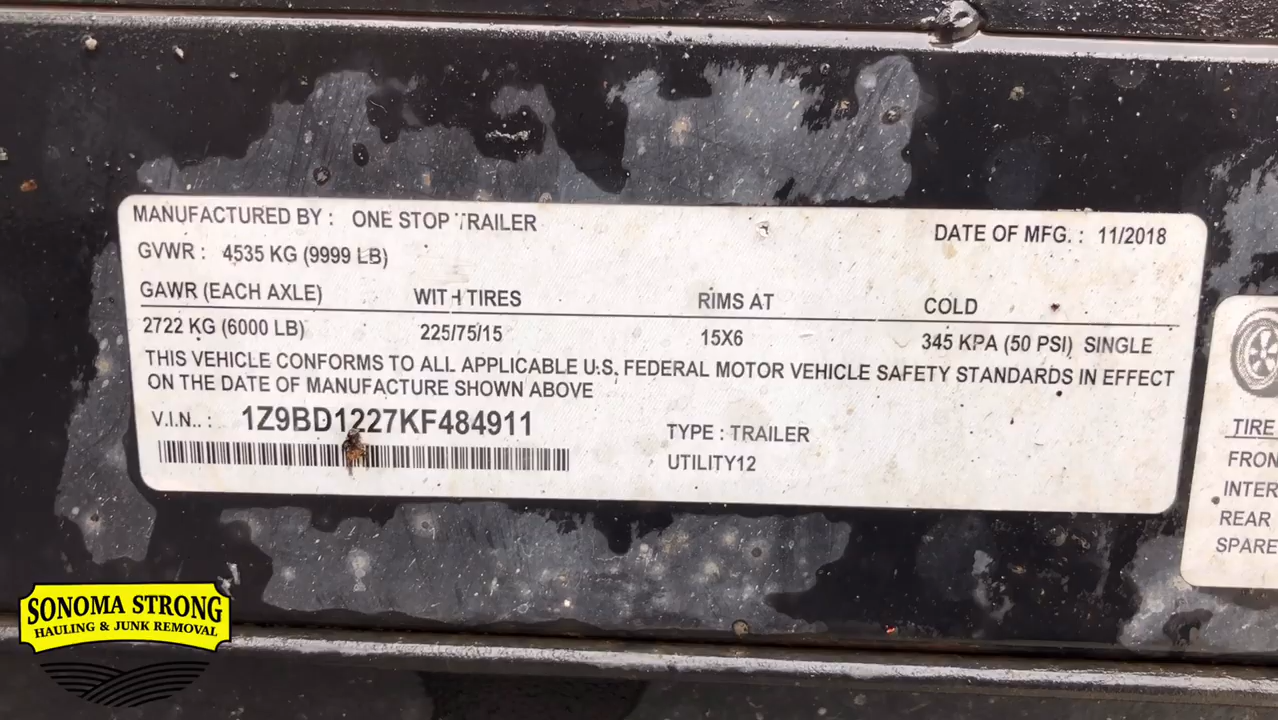 MANUFACTURED BY : ONE STOP TRAILER
DATE OF MFG. : 11/2018
GVWR : 4535 KG (9999 LB)
GAWR (EACH AXLE) WITH TIRES RIMS AT COLD
2722 KG (6000 LB) 225/75/15 15X6 345 KPA (50 PSI) SINGLE
THIS VEHICLE CONFORMS TO ALL APPLICABLE U.S. FEDERAL MOTOR VEHICLE SAFETY STANDARDS IN EFFECT
ON THE DATE OF MANUFACTURE SHOWN ABOVE
V.I.N.. : 1Z9BD1227KF484911
TYPE : TRAILER
UTILITY12
TIRE
FRON
INTER
REAR
SPARE
SONOMA STRONG
HAULING & JUNK REMOVAL